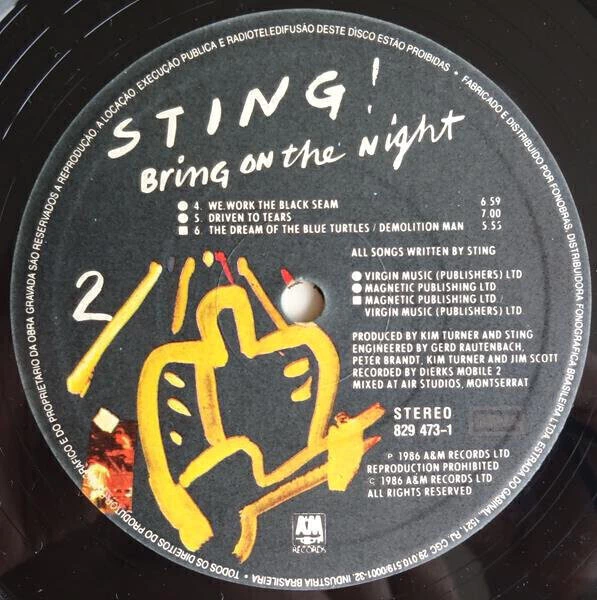 STING!
Bring on the Night
4. WE.WORK THE BLACK SEAM 6 59
5. DRIVEN TO TEARS 7.00
6. THE DREAM OF THE BLUE TURTLES / DEMOLITION MAN 5.55
ALL SONGS WRITTEN BY STING
VIRGIN MUSIC (PUBLISHERS) LTD
MAGNETIC PUBLISHING LTD
MAGNETIC PUBLISHING LTD /
VIRGIN MUSIC (PUBLISHERS) LTD
2
PRODUCED BY KIM TURNER AND STING
ENGINEERED BY GERD RAUTENBACH,
PETER BRANDT, KIM TURNER AND JIM SCOTT
RECORDED BY DIERKS MOBILE 2
MIXED AT AIR STUDIOS, MONTSERRAT
STEREO
829 473-1
℗ 1986 A&M RECORDS LTD
REPRODUCTION PROHIBITED
© 1986 A&M RECORDS LTD
ALL RIGHTS RESERVED
A&M
RECORDS
TODOS OS DIREITOS DO PRODUTOR FONOGRÁFICO E DO PROPRIETARIO DA OBRA GRAVADA SÃO RESERVADOS A REPRODUÇÃO, A LOCAÇÃO, EXECUÇÃO PUBLICA E RADIOTELEDIFUSÃO DESTE DISCO ESTÃO PROIBIDAS • FABRICADO E DISTRIBUIDO POR FONOBRAS, DISTRIBUIDORA FONOGRAFICA BRASILEIRA LTDA. ESTRADA DO GABINAL, 1521, RJ, CGC 29.010.519/0001-32, INDUSTRIA BRASILEIRA •